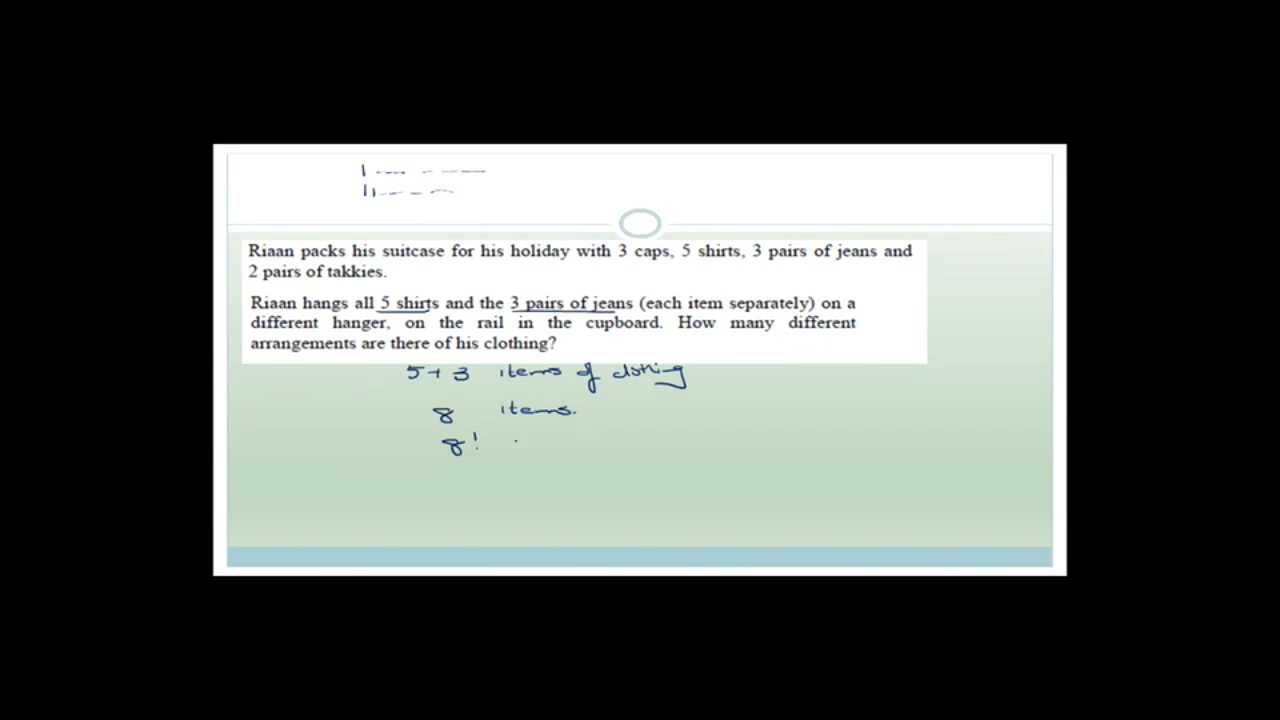 Riaan packs his suitcase for his holiday with 3 caps, 5 shirts, 3 pairs of jeans and
2 pairs of takkies.
Riaan hangs all 5 shirts and the 3 pairs of jeans (each item separately) on a
different hanger, on the rail in the cupboard. How many different
arrangements are there of his clothing?
5+3 items of clothing
8 items.
8!